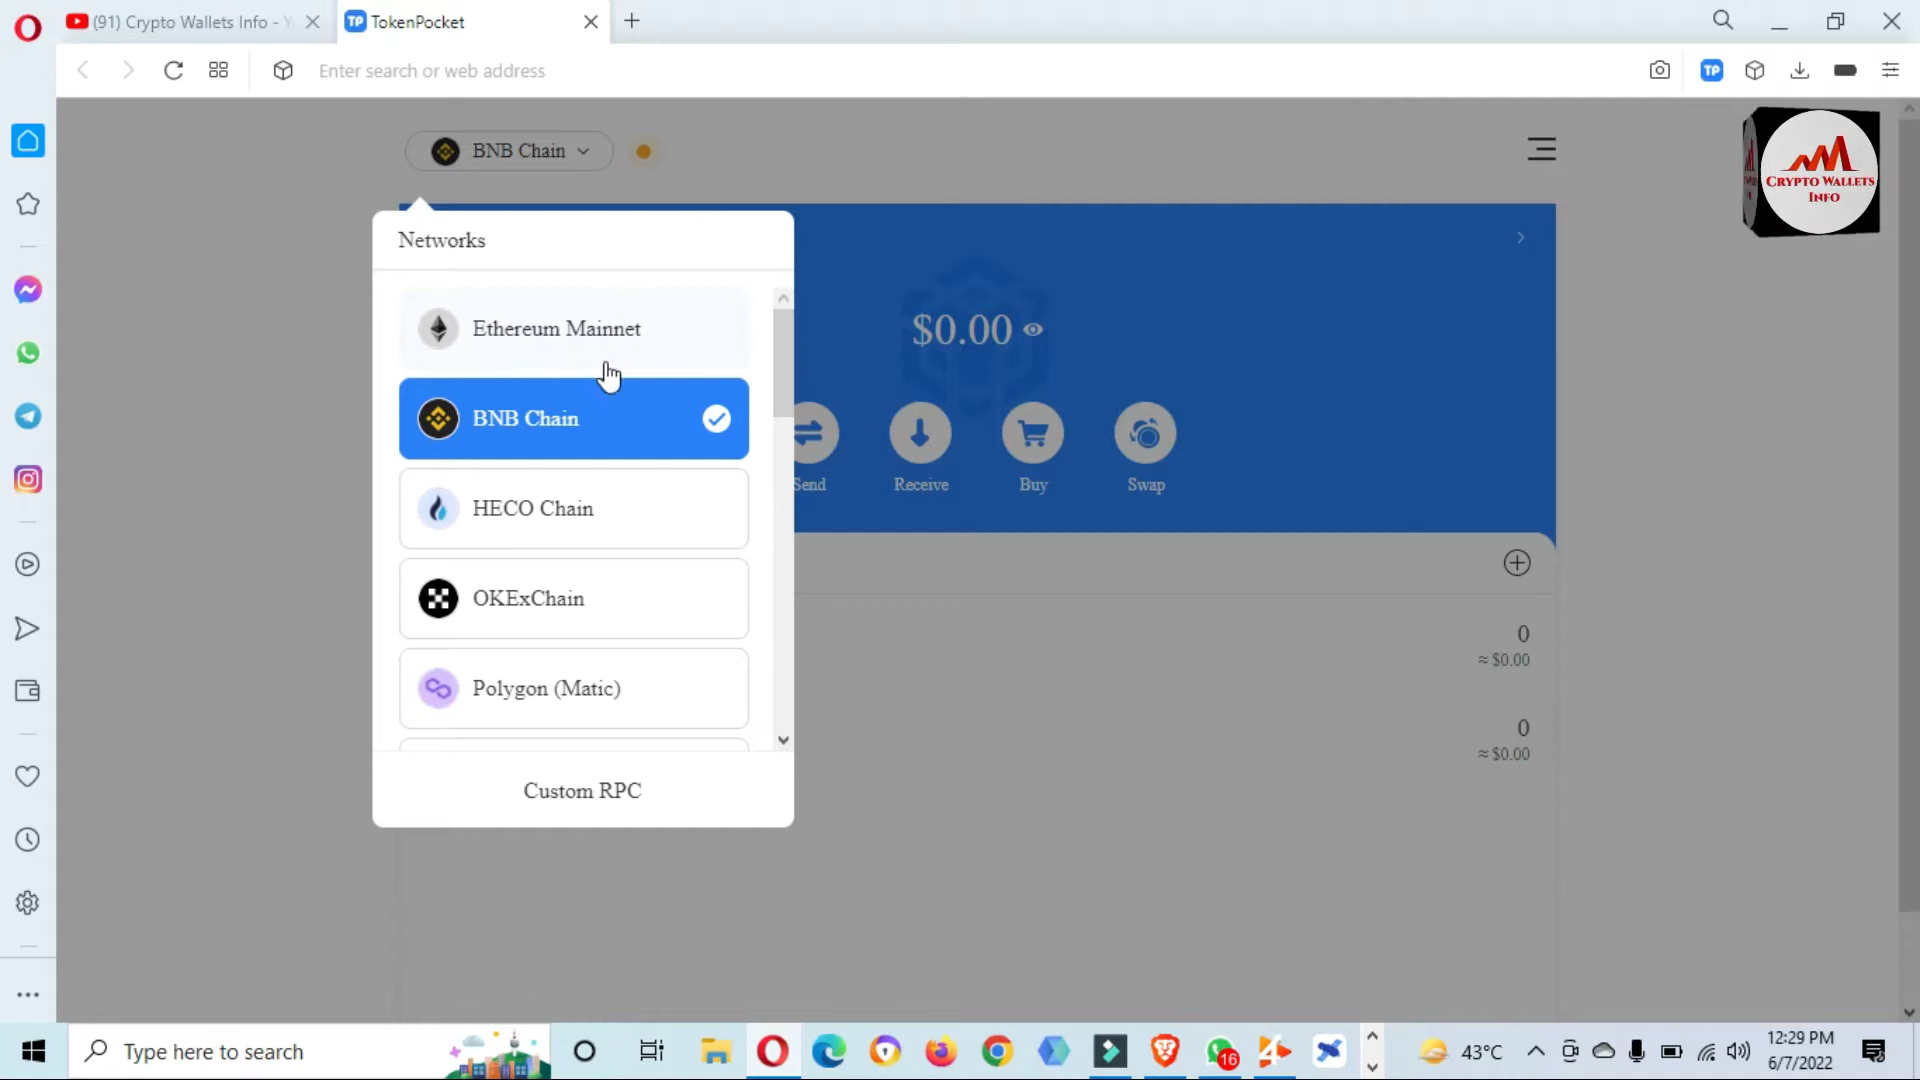 (91) Crypto Wallets Info - Y
TP TokenPocket
Enter search or web address
TP
BNB Chain
CRYPTO WALLETS
INFO
Networks
Ethereum Mainnet
$0.00
BNB Chain
Send
Receive
Buy
Swap
HECO Chain
OKExChain
0
≈ $0.00
Polygon (Matic)
0
≈ $0.00
Custom RPC
Type here to search
16
43°C
12:29 PM
6/7/2022